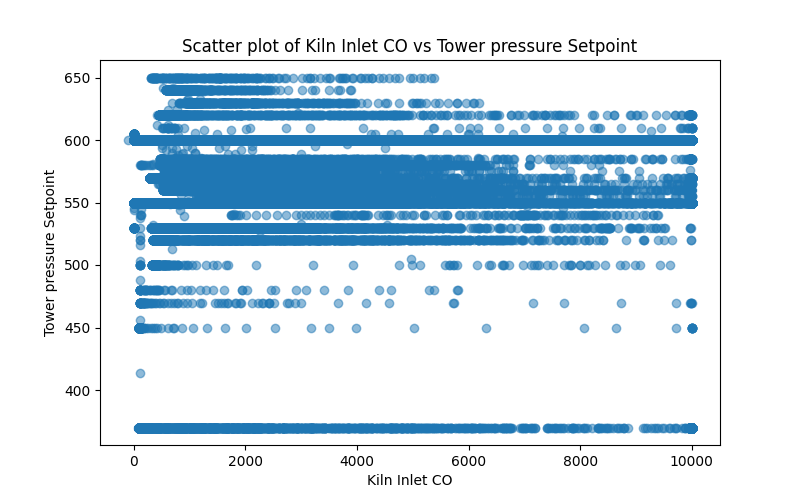 Scatter plot of Kiln Inlet CO vs Tower pressure Setpoint
Tower pressure Setpoint
650
600
550
500
450
400
0 2000 4000 6000 8000 10000
Kiln Inlet CO